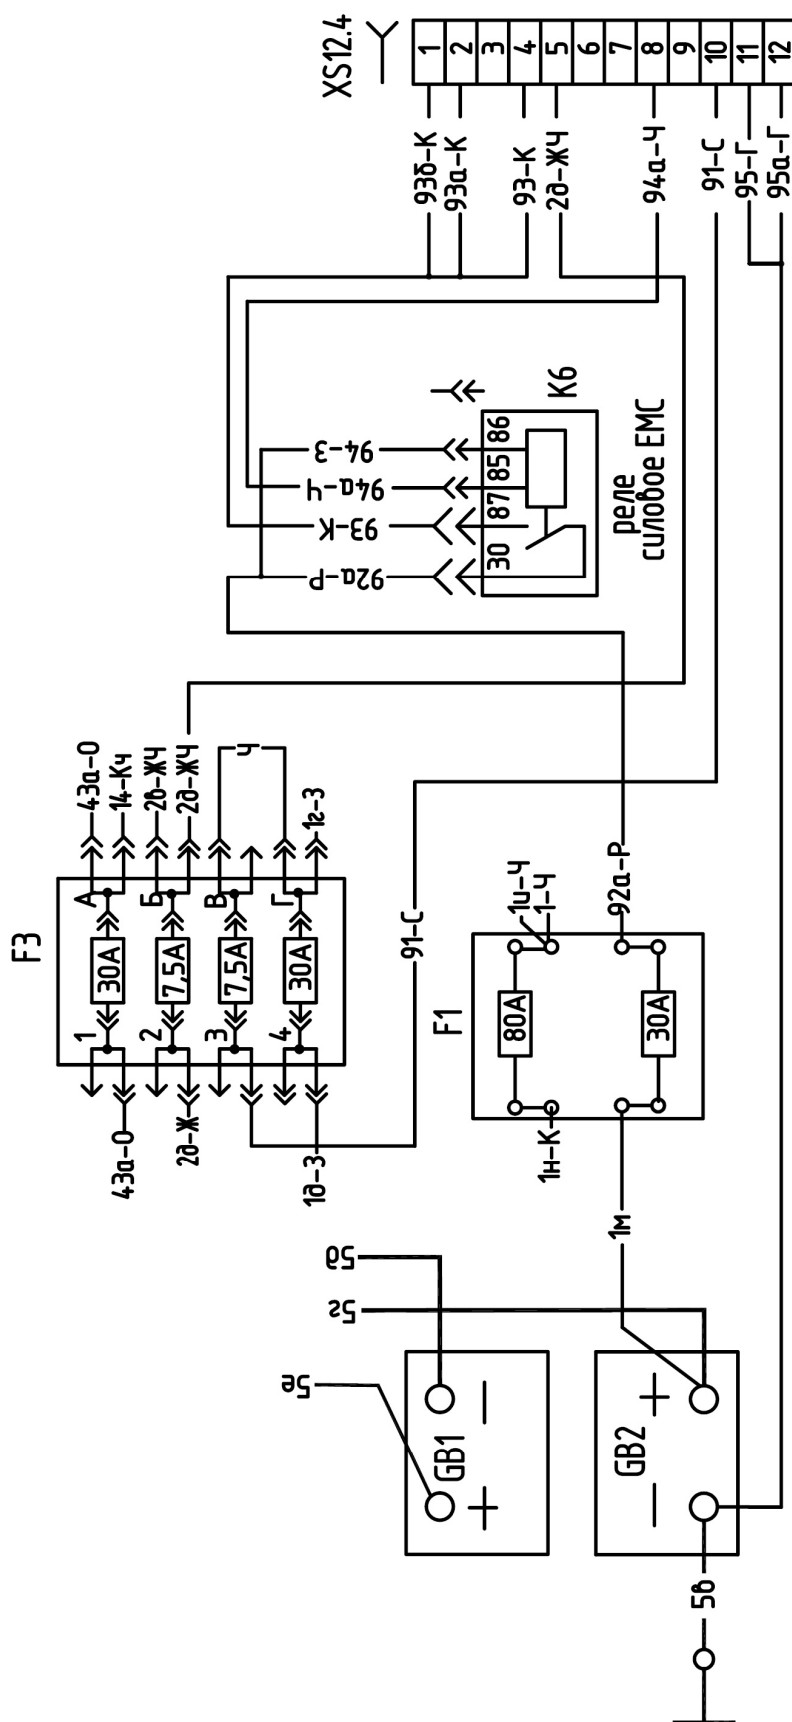 XS12.4
1
2
3
4
5
6
7
8
9
10
11
12
93б-К
93а-К
93-К
2д-ЖЧ
94а-Ч
91-С
95-Г
95а-Г
К6
реле
силовое ЕМС
86
85
87
30
94-З
94а-Ч
93-К
92а-Р
43а-О
14-Кч
2в-ЖЧ
2д-ЖЧ
Ч
1г-З
F3
А
Б
В
Г
30А
7,5А
7,5А
30А
1
2
3
4
43а-О
2д-Ж
1д-З
91-С
F1
1и-Ч
1-Ч
92а-Р
80А
30А
1н-К
1м
5д
5г
5е
GB1
+
−
GB2
+
−
5в